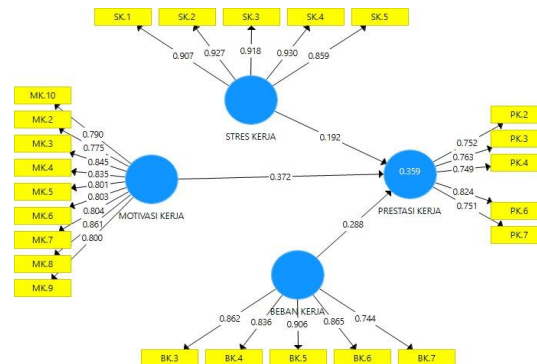 SK.1
SK.2
SK.3
SK.4
SK.5
0.907
0.927
0.918
0.930
0.859
STRES KERJA
MK.10
MK.2
MK.3
MK.4
MK.5
MK.6
MK.7
MK.8
MK.9
0.790
0.775
0.845
0.835
0.801
0.803
0.804
0.861
0.800
MOTIVASI KERJA
0.192
0.372
0.288
0.359
PRESTASI KERJA
0.752
0.763
0.749
0.824
0.751
PK.2
PK.3
PK.4
PK.6
PK.7
BEBAN KERJA
0.862
0.836
0.906
0.865
0.744
BK.3
BK.4
BK.5
BK.6
BK.7